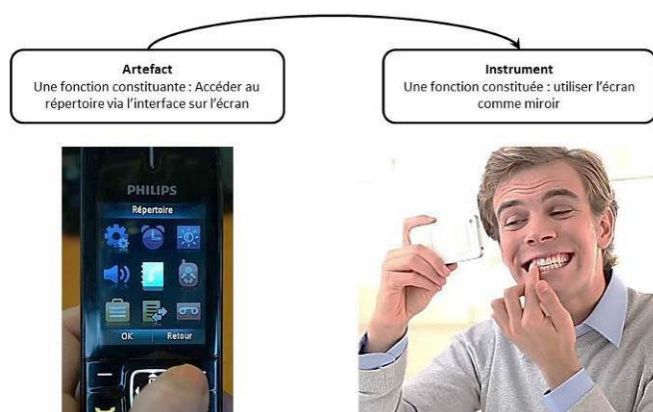 Artefact
Une fonction constituante : Accéder au
répertoire via l'interface sur l'écran
Instrument
Une fonction constituée : utiliser l'écran
comme miroir
PHILIPS
Répertoire
OK Retour